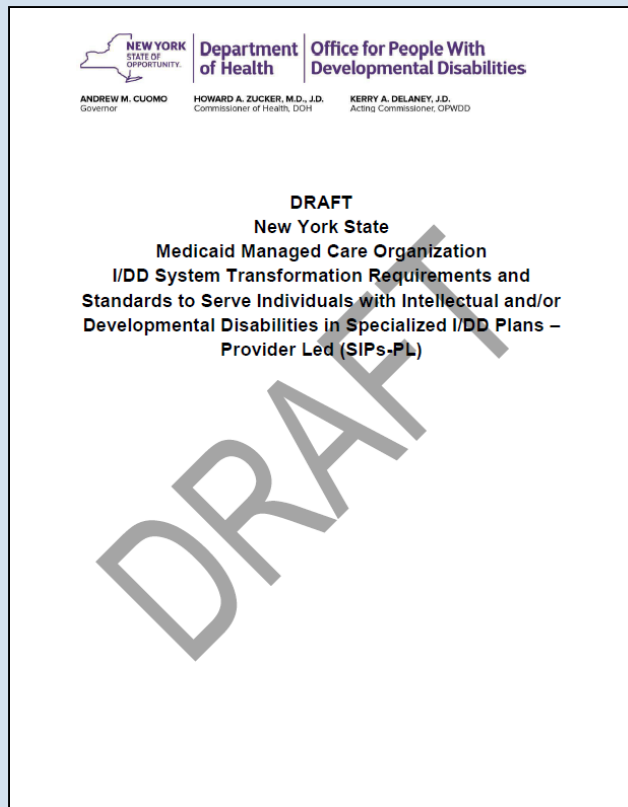 NEW YORK
STATE OF
OPPORTUNITY.
Department
of Health
Office for People With
Developmental Disabilities
ANDREW M. CUOMO
Governor
HOWARD A. ZUCKER, M.D., J.D.
Commissioner of Health, DOH
KERRY A. DELANEY, J.D.
Acting Commissioner, OPWDD
DRAFT
New York State
Medicaid Managed Care Organization
I/DD System Transformation Requirements and
Standards to Serve Individuals with Intellectual and/or
Developmental Disabilities in Specialized I/DD Plans –
Provider Led (SIPs-PL)
DRAFT